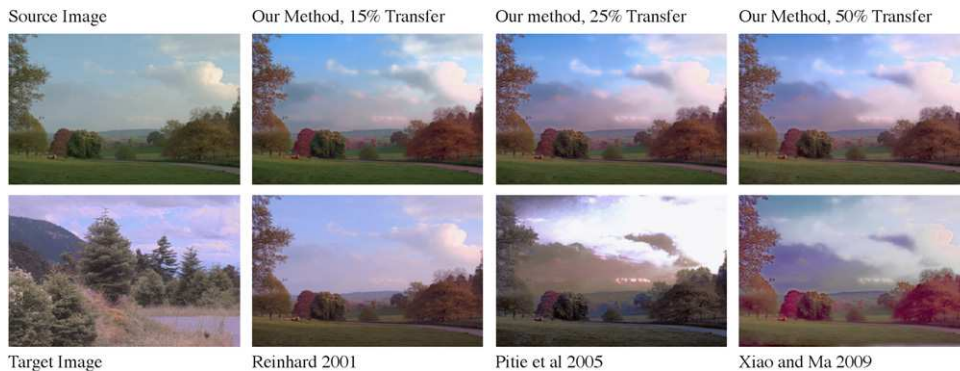 Source Image
Our Method, 15% Transfer
Our method, 25% Transfer
Our Method, 50% Transfer
Target Image
Reinhard 2001
Pitie et al 2005
Xiao and Ma 2009